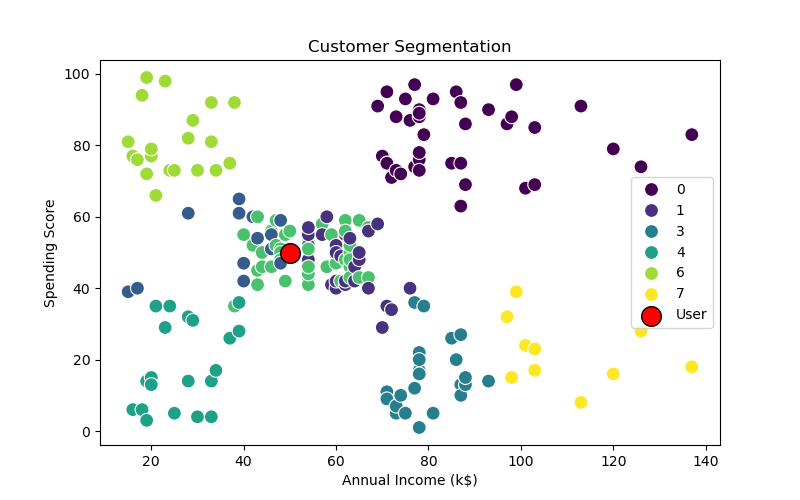 Customer Segmentation
100
80
60
40
20
0
Spending Score
20 40 60 80 100 120 140
Annual Income (k$)
0
1
3
4
6
7
User